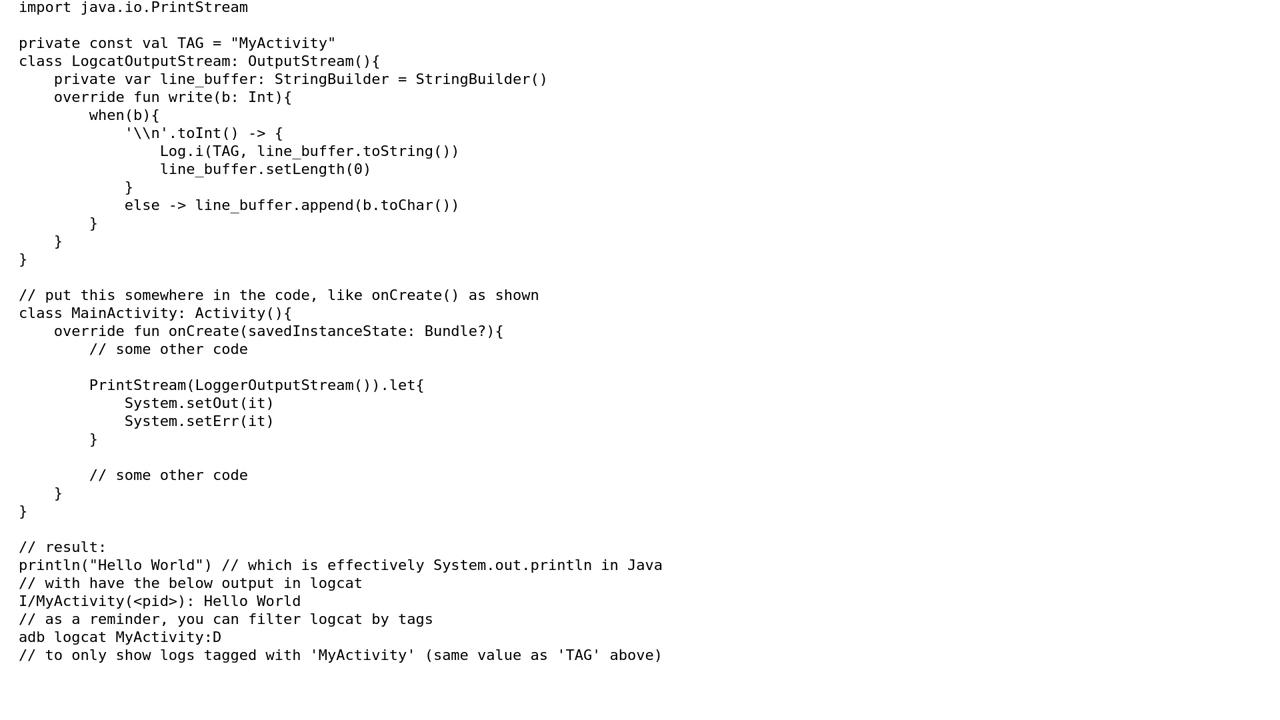 import java.io.PrintStream

private const val TAG = "MyActivity"
class LogcatOutputStream: OutputStream(){
    private var line_buffer: StringBuilder = StringBuilder()
    override fun write(b: Int){
        when(b){
            '\\n'.toInt() -> {
                Log.i(TAG, line_buffer.toString())
                line_buffer.setLength(0)
            }
            else -> line_buffer.append(b.toChar())
        }
    }
}

// put this somewhere in the code, like onCreate() as shown
class MainActivity: Activity(){
    override fun onCreate(savedInstanceState: Bundle?){
        // some other code

        PrintStream(LoggerOutputStream()).let{
            System.setOut(it)
            System.setErr(it)
        }

        // some other code
    }
}

// result:
println("Hello World") // which is effectively System.out.println in Java
// with have the below output in logcat
I/MyActivity(<pid>): Hello World
// as a reminder, you can filter logcat by tags
adb logcat MyActivity:D
// to only show logs tagged with 'MyActivity' (same value as 'TAG' above)